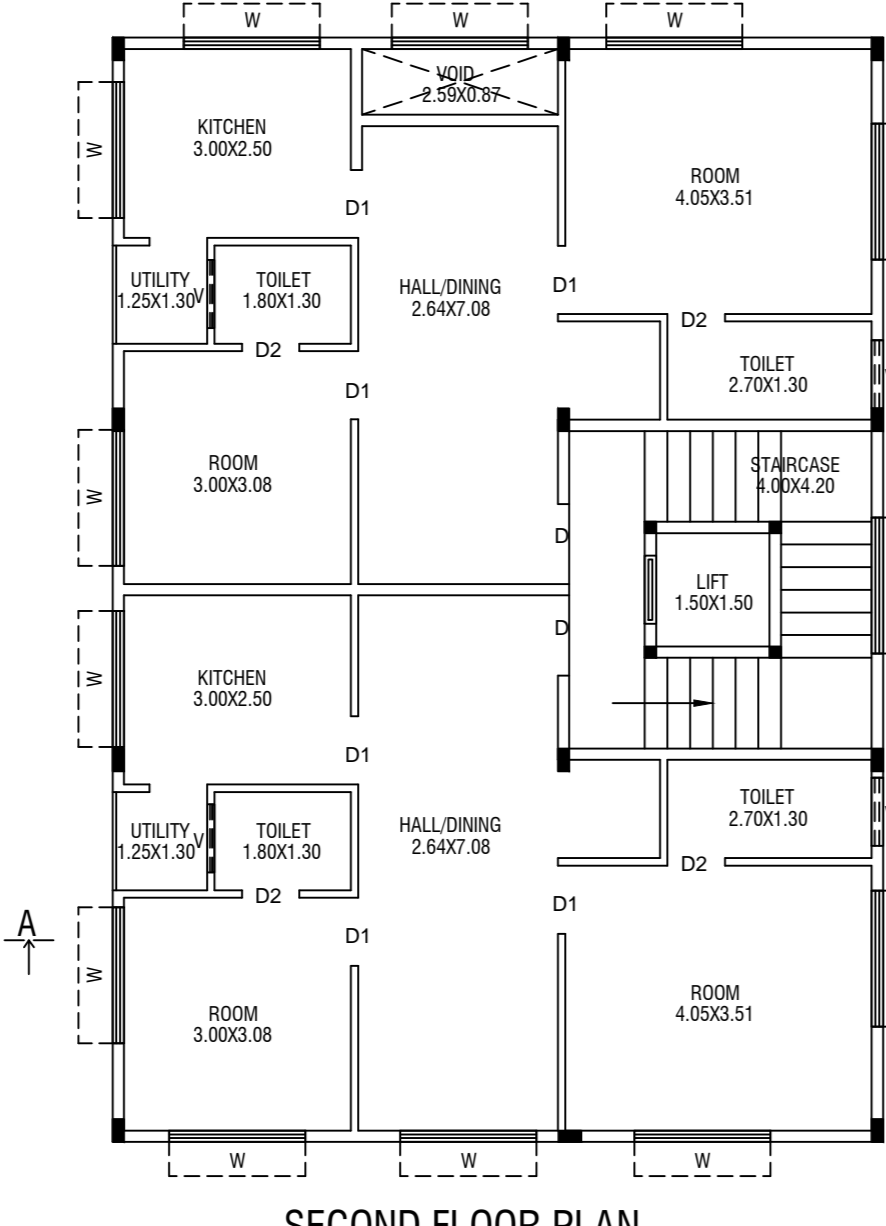 W
W
W
VOID
2.59X0.87
KITCHEN
3.00X2.50
W
ROOM
4.05X3.51
D1
UTILITY
1.25X1.30
V
TOILET
1.80X1.30
HALL/DINING
2.64X7.08
D1
D2
D2
TOILET
2.70X1.30
D1
ROOM
3.00X3.08
W
STAIRCASE
4.00X4.20
D
LIFT
1.50X1.50
D
KITCHEN
3.00X2.50
W
D1
UTILITY
1.25X1.30
V
TOILET
1.80X1.30
HALL/DINING
2.64X7.08
TOILET
2.70X1.30
D2
D2
D1
A
D1
W
ROOM
3.00X3.08
ROOM
4.05X3.51
W
W
W
SECOND FLOOR PLAN